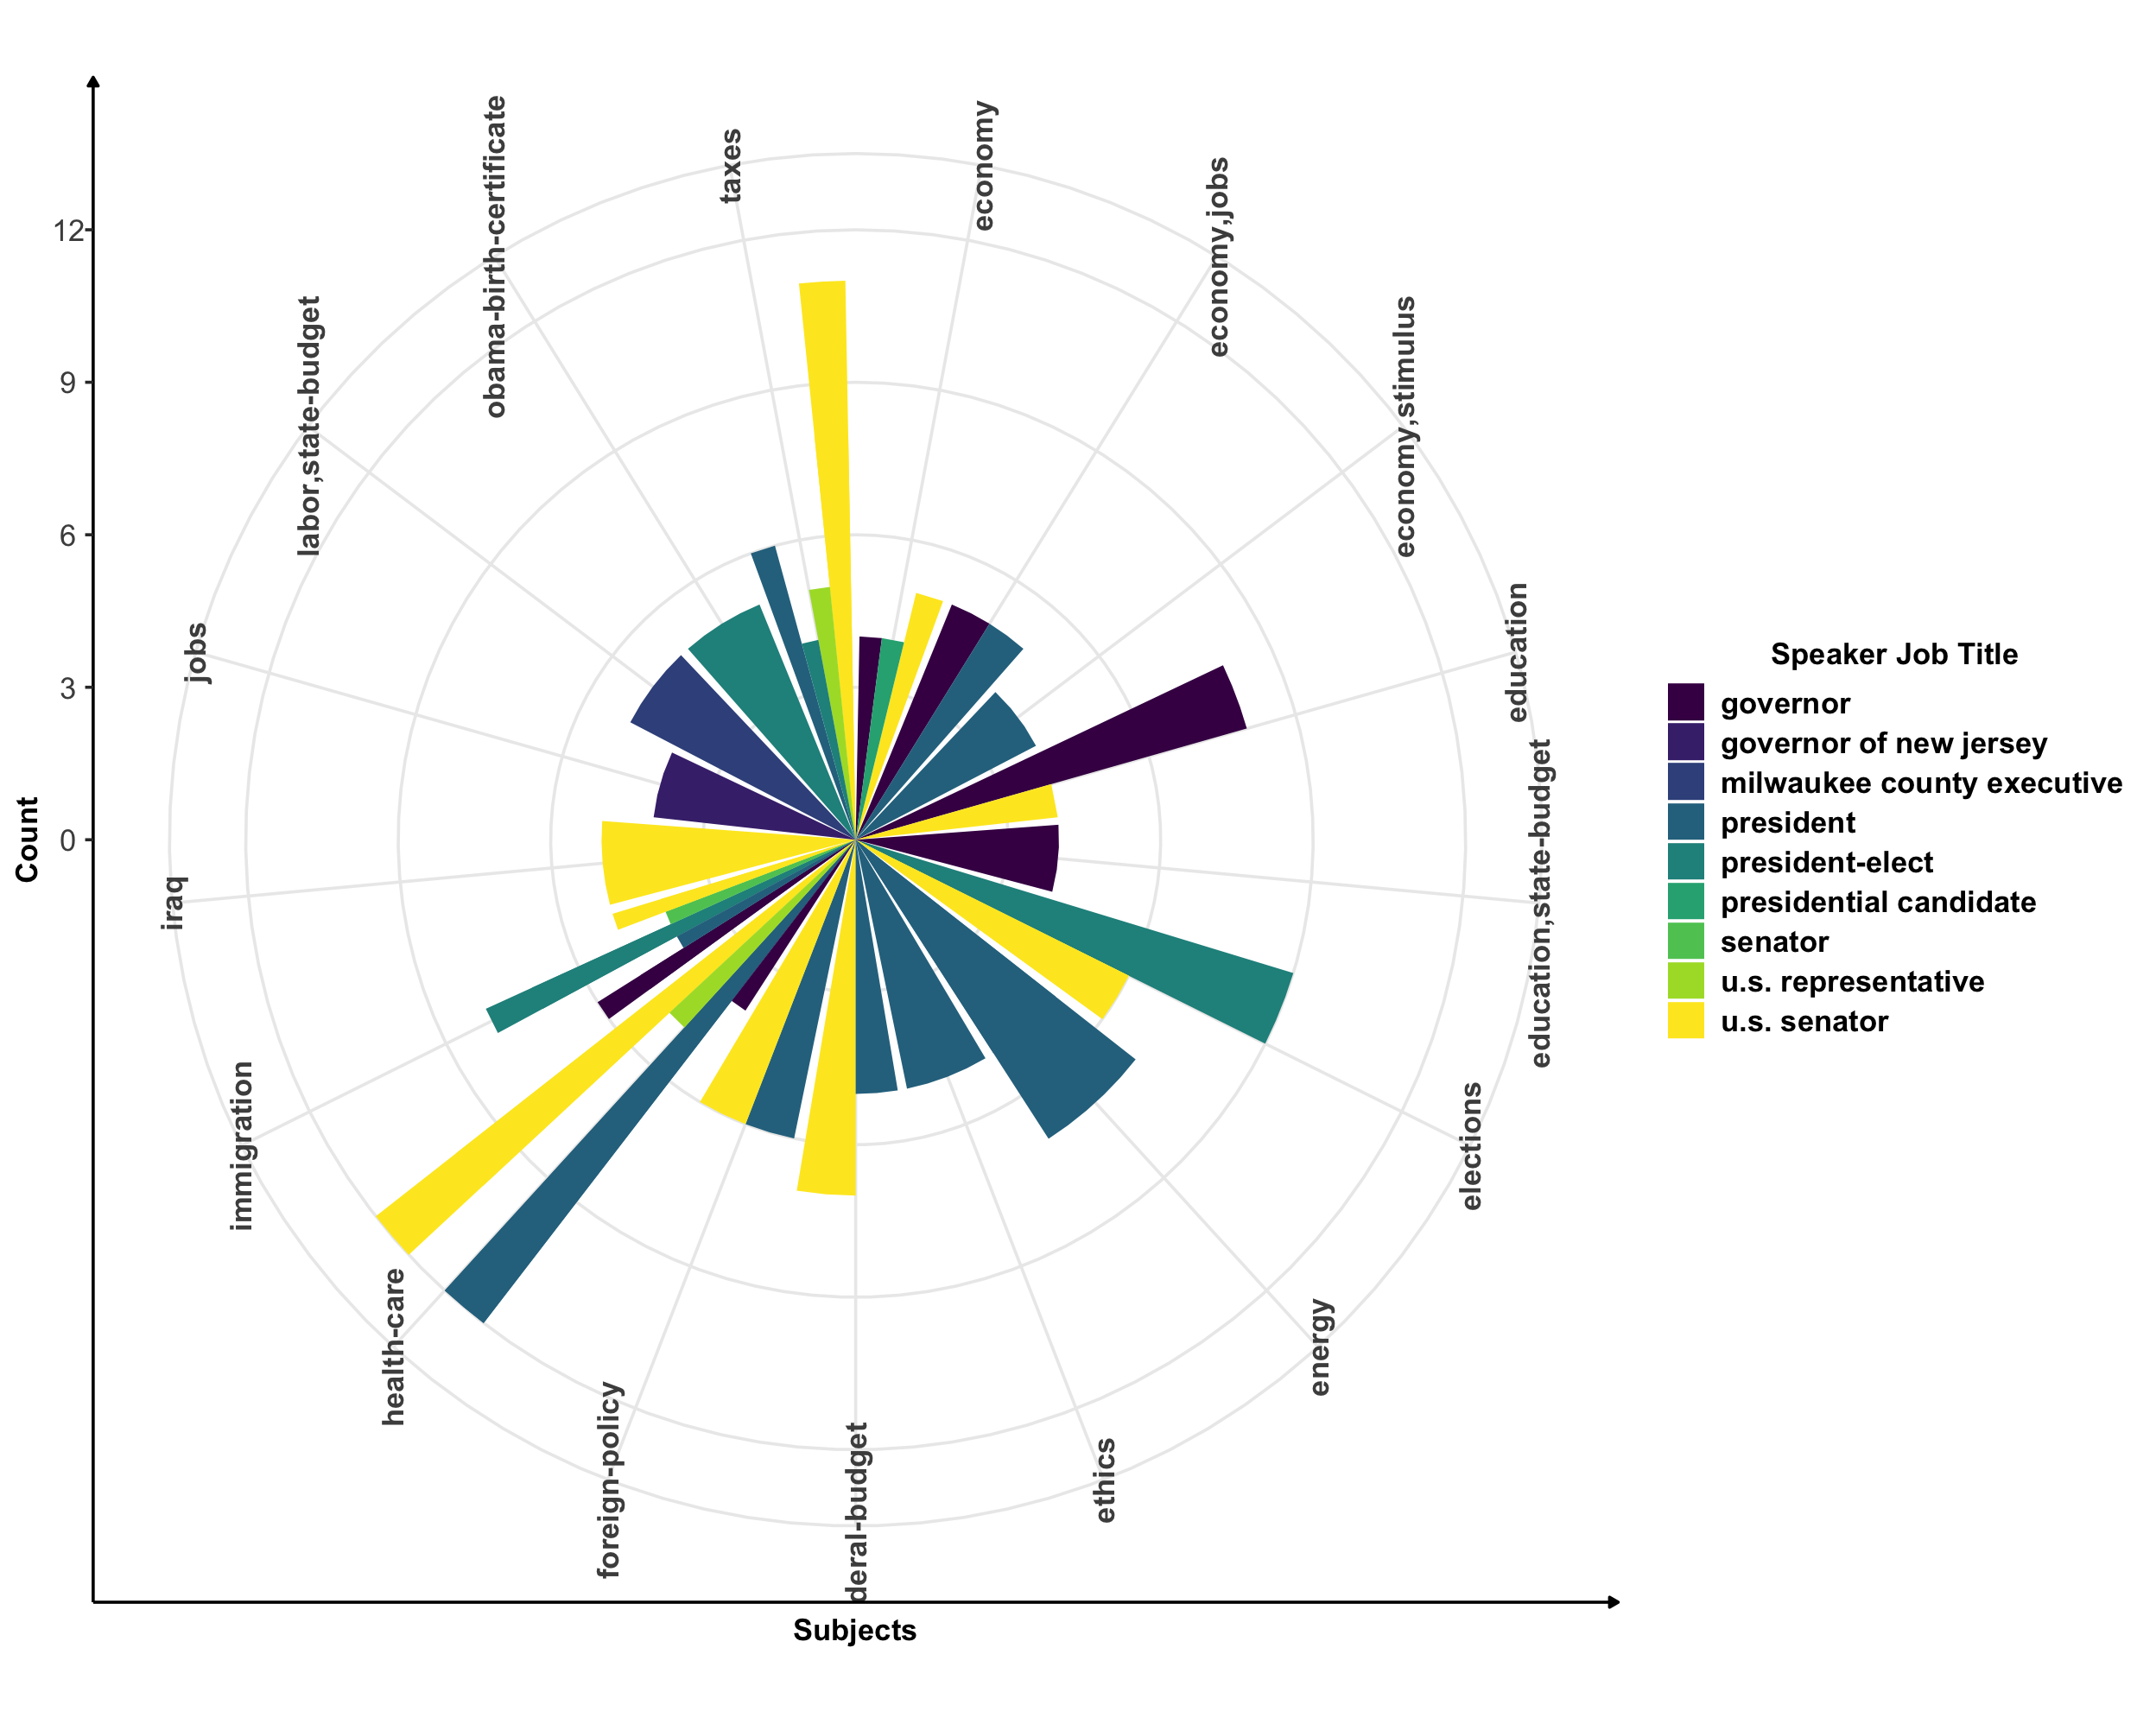 taxes
economy
obama-birth-certificate
economy,jobs
labor,state-budget
economy,stimulus
jobs
education
iraq
education,state-budget
immigration
elections
health-care
energy
foreign-policy
deral-budget
ethics
12
9
6
3
0
Count
Subjects
Speaker Job Title
governor
governor of new jersey
milwaukee county executive
president
president-elect
presidential candidate
senator
u.s. representative
u.s. senator